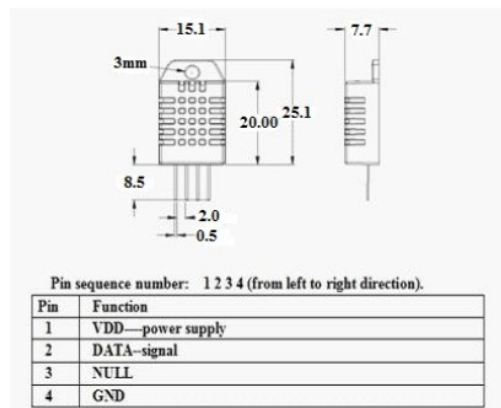 15.1
7.7
3mm
20.00
25.1
8.5
2.0
0.5
Pin sequence number: 1 2 3 4 (from left to right direction).
Pin Function
1 VDD—power supply
2 DATA--signal
3 NULL
4 GND